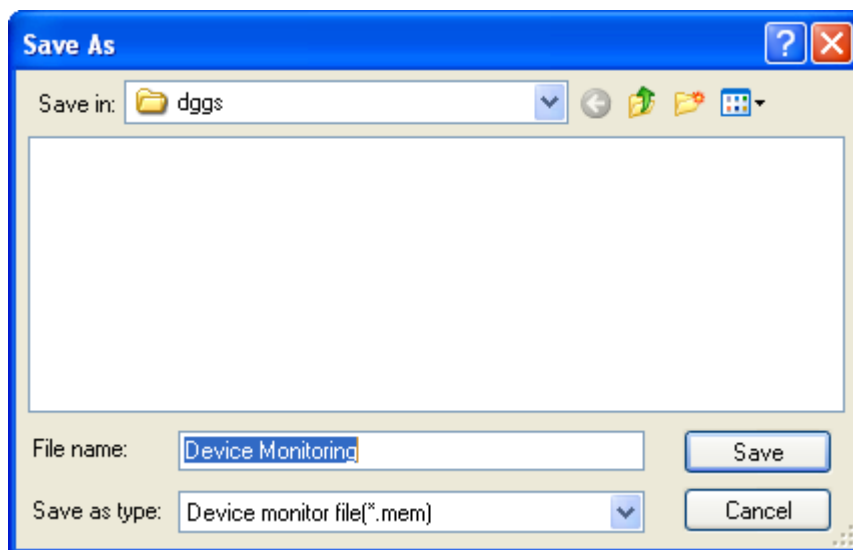 Save As
Save in: dggs
File name: Device Monitoring Save
Save as type: Device monitor file(*.mem) Cancel